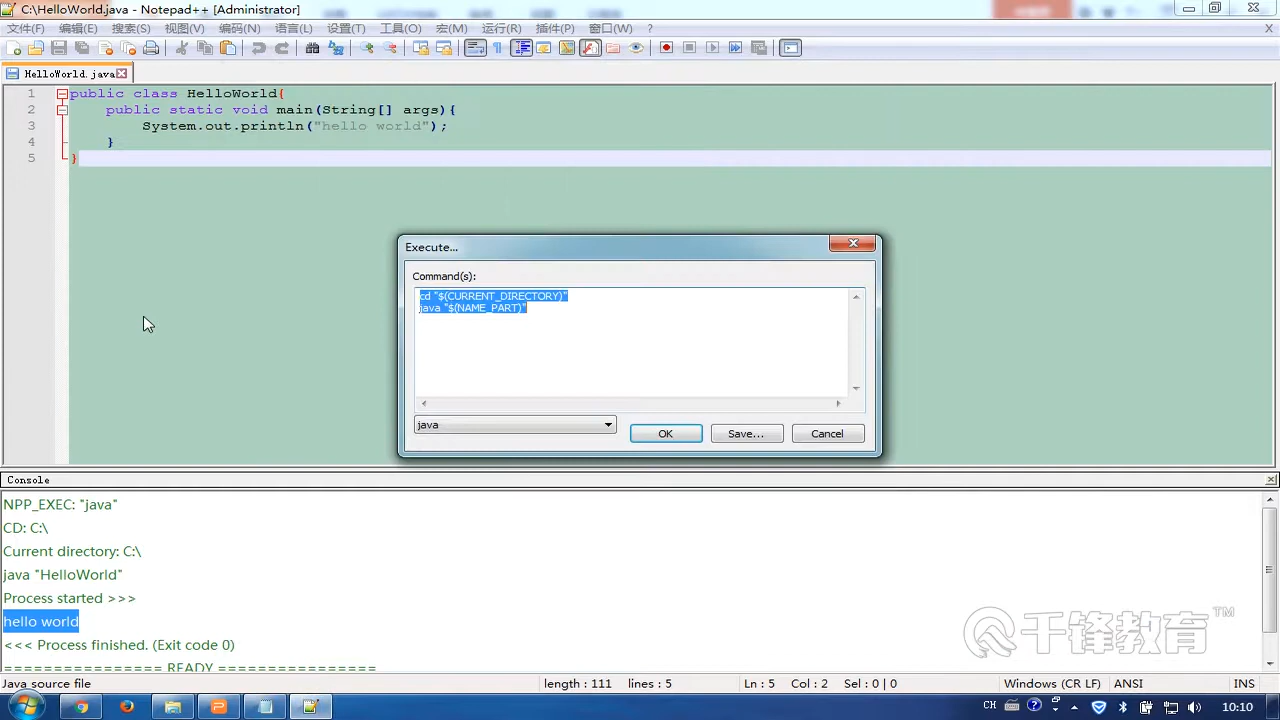 C:\HelloWorld.java - Notepad++ [Administrator]
文件(F) 编辑(E) 搜索(S) 视图(V) 编码(N) 语言(L) 设置(T) 工具(O) 宏(M) 运行(R) 插件(P) 窗口(W) ? X
HelloWorld.java
1 public class HelloWorld{
2 public static void main(String[] args){
3 System.out.println("hello world");
4 }
5 }
Execute...
Command(s):
cd "$(CURRENT_DIRECTORY)"
java "$(NAME_PART)"
java
OK Save... Cancel
Console
NPP_EXEC: "java"
CD: C:\
Current directory: C:\
java "HelloWorld"
Process started >>>
hello world
<<< Process finished. (Exit code 0)
================ READY ================
千锋教育™
Java source file length : 111 lines : 5 Ln : 5 Col : 2 Sel : 0 | 0 Windows (CR LF) ANSI INS
CH 10:10